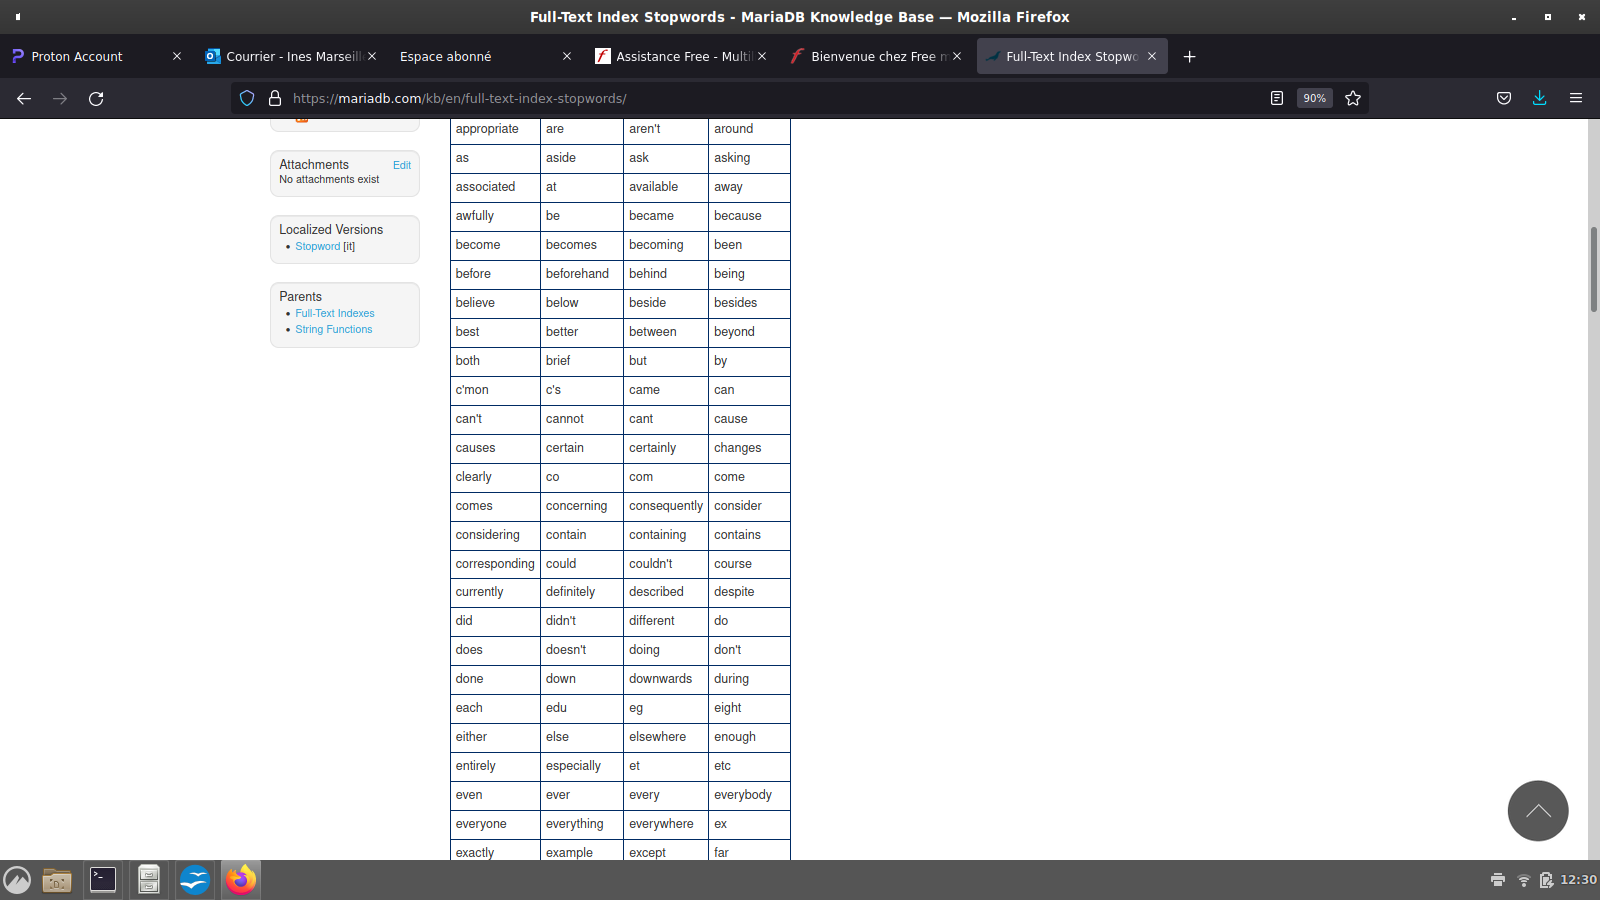 Full-Text Index Stopwords - MariaDB Knowledge Base — Mozilla Firefox
Proton Account
Courrier - Ines Marseill
Espace abonné
Assistance Free - Multi
Bienvenue chez Free m
Full-Text Index Stopwo
https://mariadb.com/kb/en/full-text-index-stopwords/
90%
Attachments Edit
No attachments exist
Localized Versions
Stopword [it]
Parents
Full-Text Indexes
String Functions
appropriate are aren't around
as aside ask asking
associated at available away
awfully be became because
become becomes becoming been
before beforehand behind being
believe below beside besides
best better between beyond
both brief but by
c'mon c's came can
can't cannot cant cause
causes certain certainly changes
clearly co com come
comes concerning consequently consider
considering contain containing contains
corresponding could couldn't course
currently definitely described despite
did didn't different do
does doesn't doing don't
done down downwards during
each edu eg eight
either else elsewhere enough
entirely especially et etc
even ever every everybody
everyone everything everywhere ex
exactly example except far
12:30